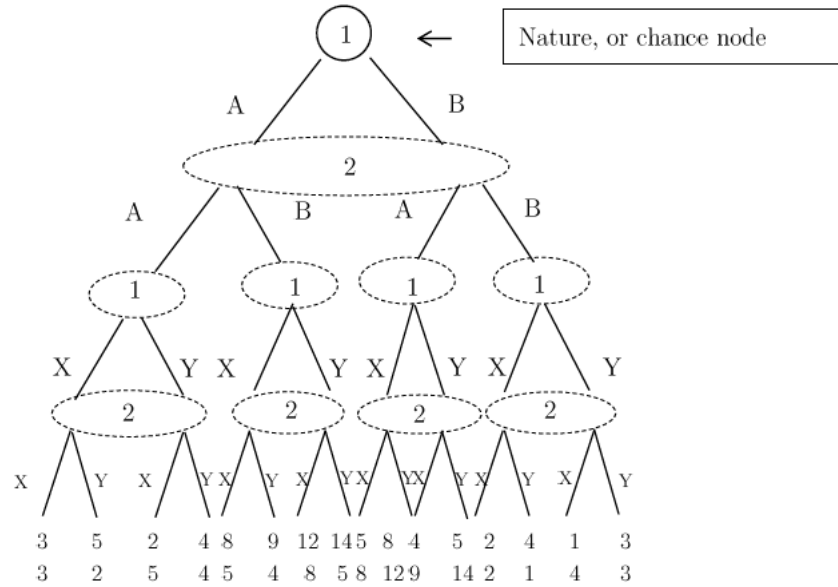 1
Nature, or chance node
A B
2
A B A B
1 1 1 1
X Y X Y X Y X Y
2 2 2 2
X Y X Y X Y X Y X Y X Y X Y X Y
3 5 2 4 8 9 12 14 5 8 4 5 2 4 1 3
3 2 5 4 5 4 8 5 8 12 9 14 2 1 4 3